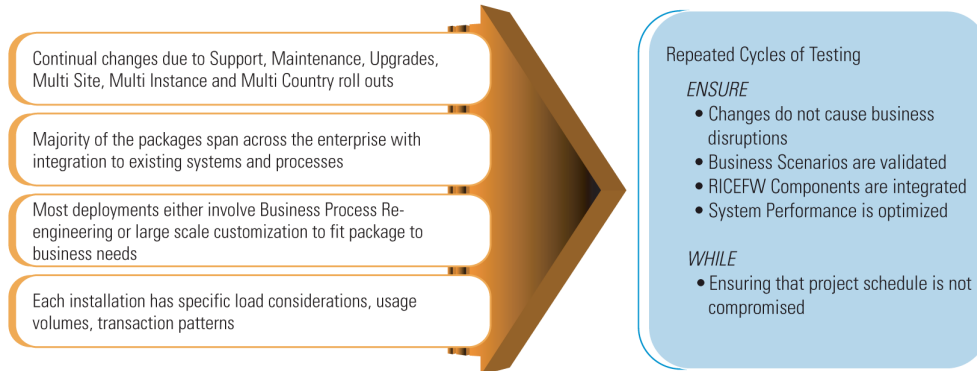 Continual changes due to Support, Maintenance, Upgrades,
Multi Site, Multi Instance and Multi Country roll outs
Majority of the packages span across the enterprise with
integration to existing systems and processes
Most deployments either involve Business Process Re-
engineering or large scale customization to fit package to
business needs
Each installation has specific load considerations, usage
volumes, transaction patterns
Repeated Cycles of Testing
ENSURE
• Changes do not cause business
disruptions
• Business Scenarios are validated
• RICEFW Components are integrated
• System Performance is optimized
WHILE
• Ensuring that project schedule is not
compromised